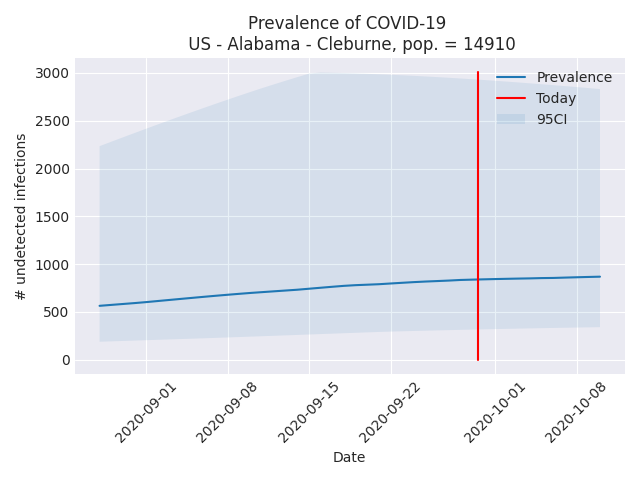 Prevalence of COVID-19
US - Alabama - Cleburne, pop. = 14910
# undetected infections
3000
2500
2000
1500
1000
500
0
Prevalence
Today
95CI
2020-09-01
2020-09-08
2020-09-15
2020-09-22
2020-10-01
2020-10-08
Date